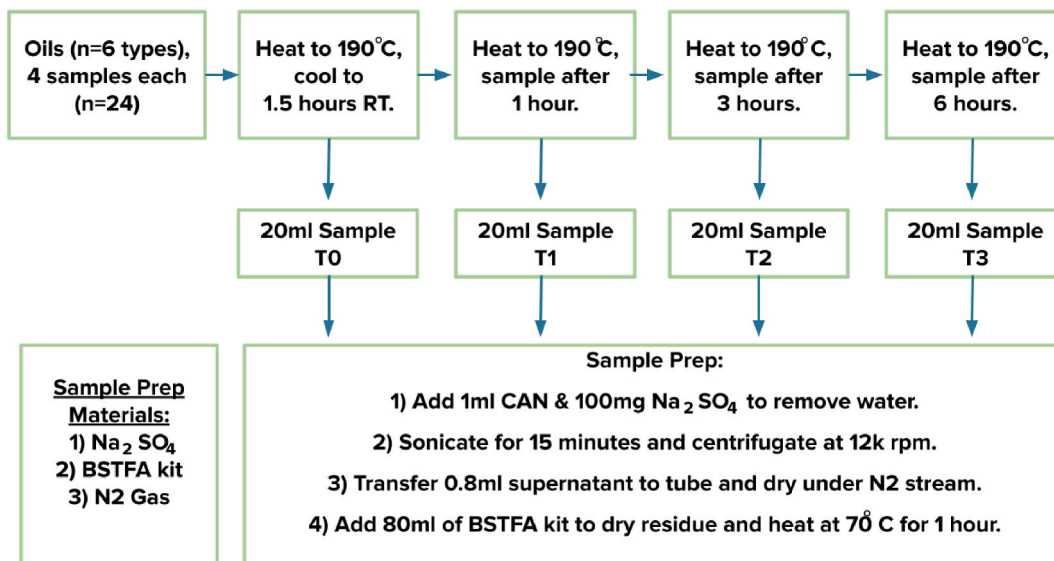 Oils (n=6 types),
4 samples each
(n=24)
Heat to 190°C,
cool to
1.5 hours RT.
Heat to 190°C,
sample after
1 hour.
Heat to 190°C,
sample after
3 hours.
Heat to 190°C,
sample after
6 hours.
20ml Sample
T0
20ml Sample
T1
20ml Sample
T2
20ml Sample
T3
Sample Prep
Materials:
1) Na₂ SO₄
2) BSTFA kit
3) N2 Gas
Sample Prep:
1) Add 1ml CAN & 100mg Na₂ SO₄ to remove water.
2) Sonicate for 15 minutes and centrifugate at 12k rpm.
3) Transfer 0.8ml supernatant to tube and dry under N2 stream.
4) Add 80ml of BSTFA kit to dry residue and heat at 70°C for 1 hour.